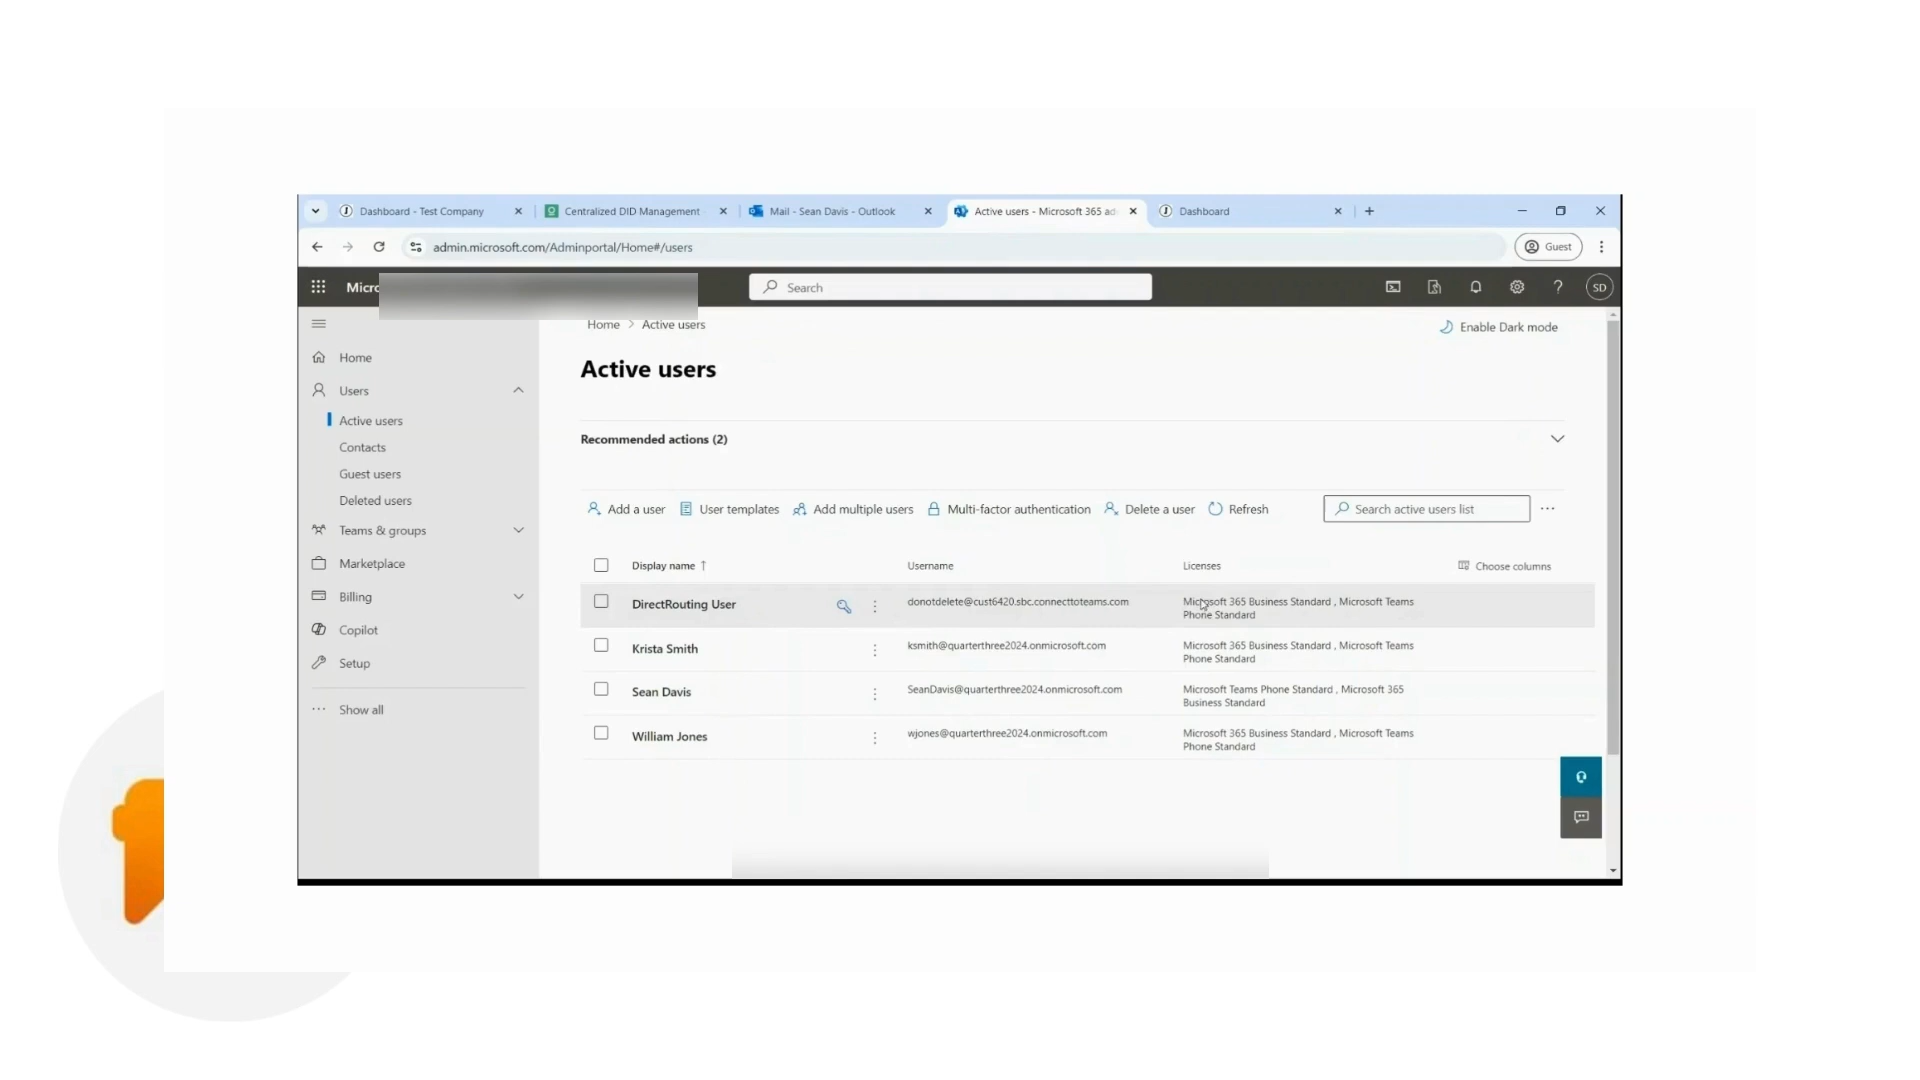 Dashboard - Test Company
Centralized DID Management
Mail - Sean Davis - Outlook
Active users - Microsoft 365 ad
Dashboard
admin.microsoft.com/Adminportal/Home#/users
Guest
Micro
Search
SD
Home > Active users
Enable Dark mode
Home
Users
Active users
Contacts
Guest users
Deleted users
Teams & groups
Marketplace
Billing
Copilot
Setup
Show all
Active users
Recommended actions (2)
Add a user
User templates
Add multiple users
Multi-factor authentication
Delete a user
Refresh
Search active users list
Display name ↑
Username
Licenses
Choose columns
DirectRouting User
donotdelete@cust6420.sbc.connecttoteams.com
Microsoft 365 Business Standard , Microsoft Teams
Phone Standard
Krista Smith
ksmith@quarterthree2024.onmicrosoft.com
Microsoft 365 Business Standard , Microsoft Teams
Phone Standard
Sean Davis
SeanDavis@quarterthree2024.onmicrosoft.com
Microsoft Teams Phone Standard , Microsoft 365
Business Standard
William Jones
wjones@quarterthree2024.onmicrosoft.com
Microsoft 365 Business Standard , Microsoft Teams
Phone Standard